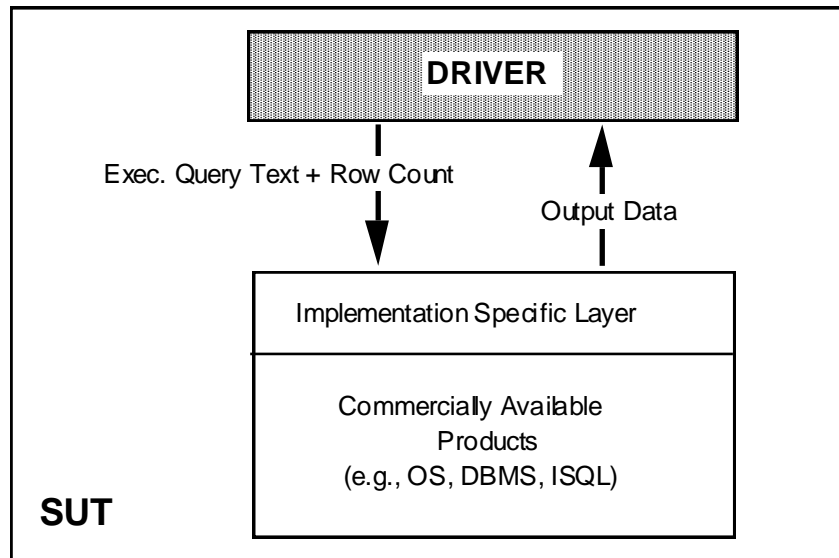 DRIVER
Exec. Query Text + Row Count
Output Data
Implementation Specific Layer
Commercially Available
Products
(e.g., OS, DBMS, ISQL)
SUT